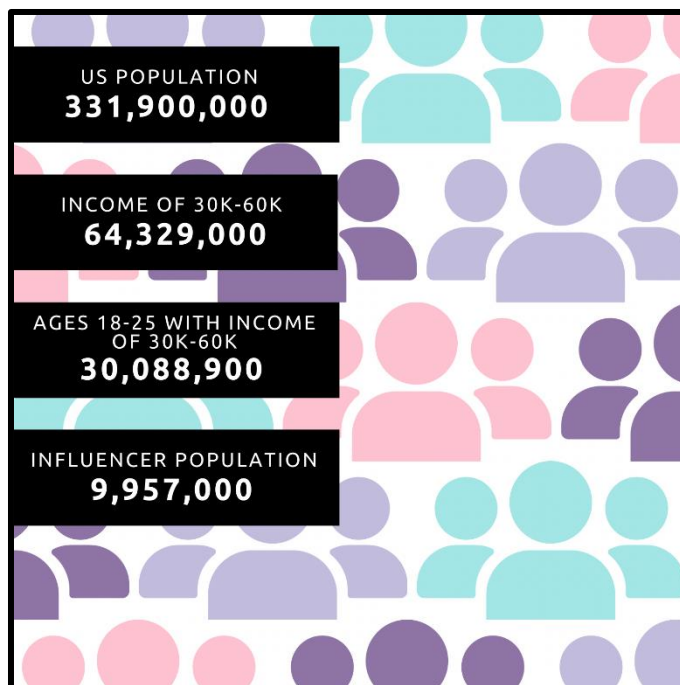 US POPULATION
331,900,000
INCOME OF 30K-60K
64,329,000
AGES 18-25 WITH INCOME
OF 30K-60K
30,088,900
INFLUENCER POPULATION
9,957,000